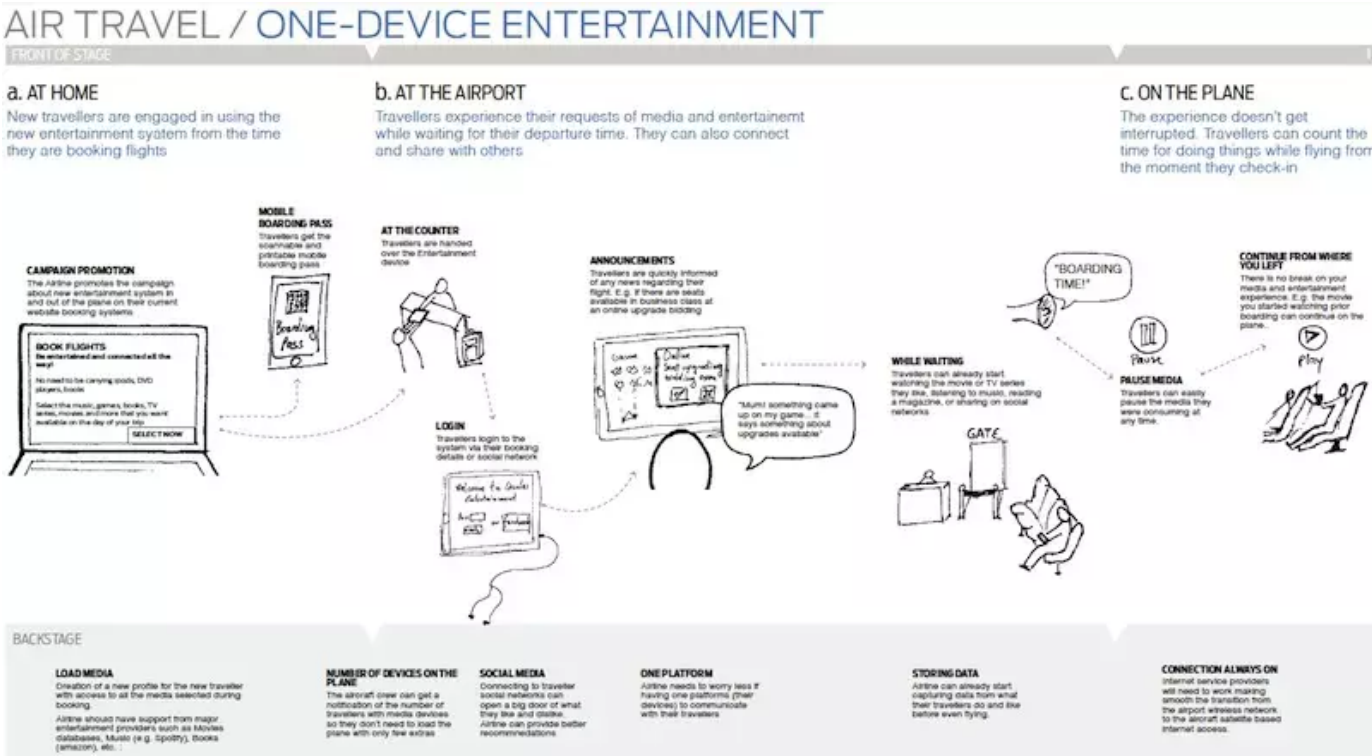 AIR TRAVEL / ONE-DEVICE ENTERTAINMENT
FRONT OF STAGE
a. AT HOME
New travellers are engaged in using the
new entertainment system from the time
they are booking flights
b. AT THE AIRPORT
Travellers experience their requests of media and entertainemt
while waiting for their departure time. They can also connect
and share with others
c. ON THE PLANE
The experience doesn't get
interrupted. Travellers can count the
time for doing things while flying from
the moment they check-in
CAMPAIGN PROMOTION
The Airline promotes the campaign
about new entertainment system in
and out of the plane on their current
website booking systems
BOOK FLIGHTS
Be entertained and connected all the
way!
No need to be carrying ipods, DVD
players, books
Select the music, games, books, TV
series, movies and more that you want
available on the day of your trip
SELECT NOW
MOBILE
BOARDING PASS
Travellers get the
scannable and
printable mobile
boarding pass
Boarding
Pass
AT THE COUNTER
Travellers are handed
over the Entertainment
device
LOGIN
Travellers login to the
system via their booking
details or social network
Welcome to
Entertainment
or Facebook
ANNOUNCEMENTS
Travellers are quickly informed
of any news regarding their
flight. E.g. if there are seats
available in business class at
an online upgrade bidding
Online
Seat upgrading
"Mum! something came
up on my game... it
says something about
upgrades available"
WHILE WAITING
Travellers can already start
watching the movie or TV series
they like, listening to music, reading
a magazine, or sharing on social
networks
GATE
"BOARDING
TIME!"
Pause
PAUSE MEDIA
Travellers can easily
pause the media they
were consuming at
any time.
CONTINUE FROM WHERE
YOU LEFT
There is no break on your
media and entertainment
experience. E.g. the movie
you started watching prior
boarding can continue on the
plane..
Play
BACKSTAGE
LOAD MEDIA
Creation of a new profile for the new traveller
with access to all the media selected during
booking.
Airline should have support from major
entertainment providers such as Movies
databases, Music (e.g. Spotify), Books
(amazon), etc. :
NUMBER OF DEVICES ON THE
PLANE
The aircraft crew can get a
notification of the number of
travellers with media devices
so they don't need to load the
plane with only few extras
SOCIAL MEDIA
Connecting to traveller
social networks can
open a big door of what
they like and dislike.
Airline can provide better
recommnedations
ONE PLATFORM
Airline needs to worry less if
having one platforms (their
devices) to communicate
with their travellers
STORING DATA
Airline can already start
capturing data from what
their travellers do and like
before even flying.
CONNECTION ALWAYS ON
Internet service providers
will need to work making
smooth the transition from
the airport wireless network
to the aircraft satellite based
internet access.